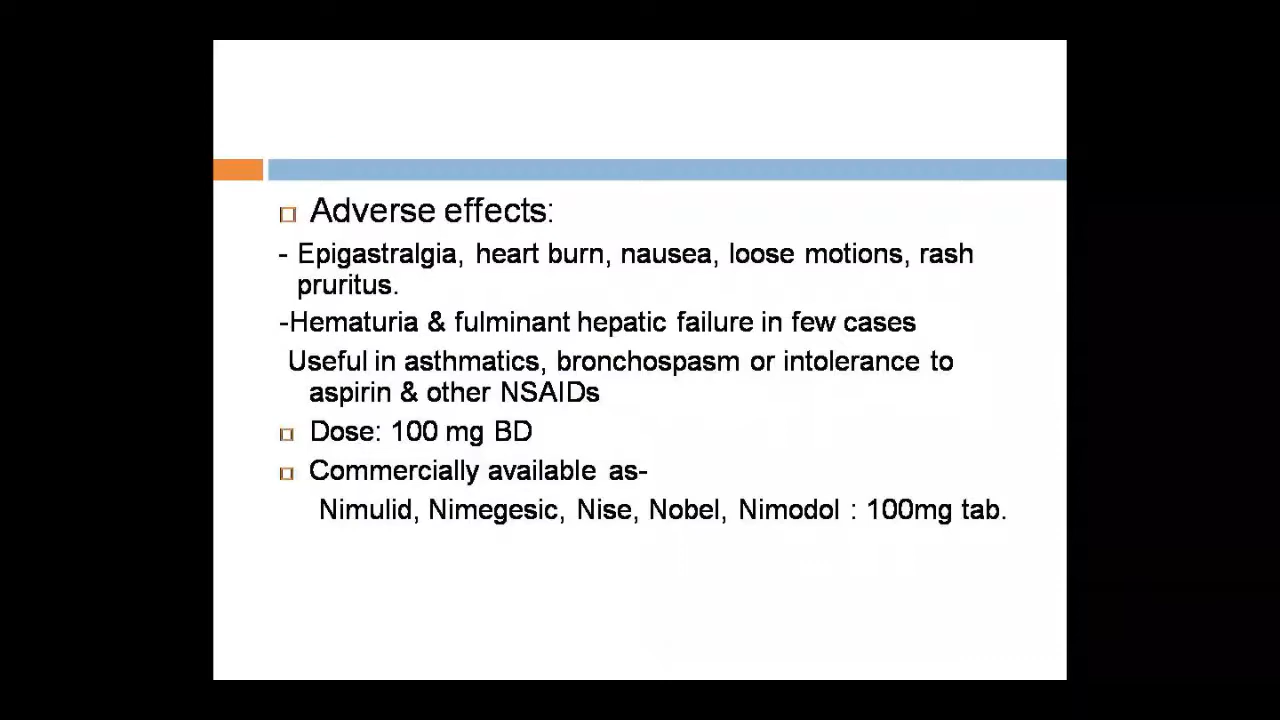 Adverse effects:
- Epigastralgia, heart burn, nausea, loose motions, rash
pruritus.
-Hematuria & fulminant hepatic failure in few cases
Useful in asthmatics, bronchospasm or intolerance to
aspirin & other NSAIDs
Dose: 100 mg BD
Commercially available as-
Nimulid, Nimegesic, Nise, Nobel, Nimodol : 100mg tab.